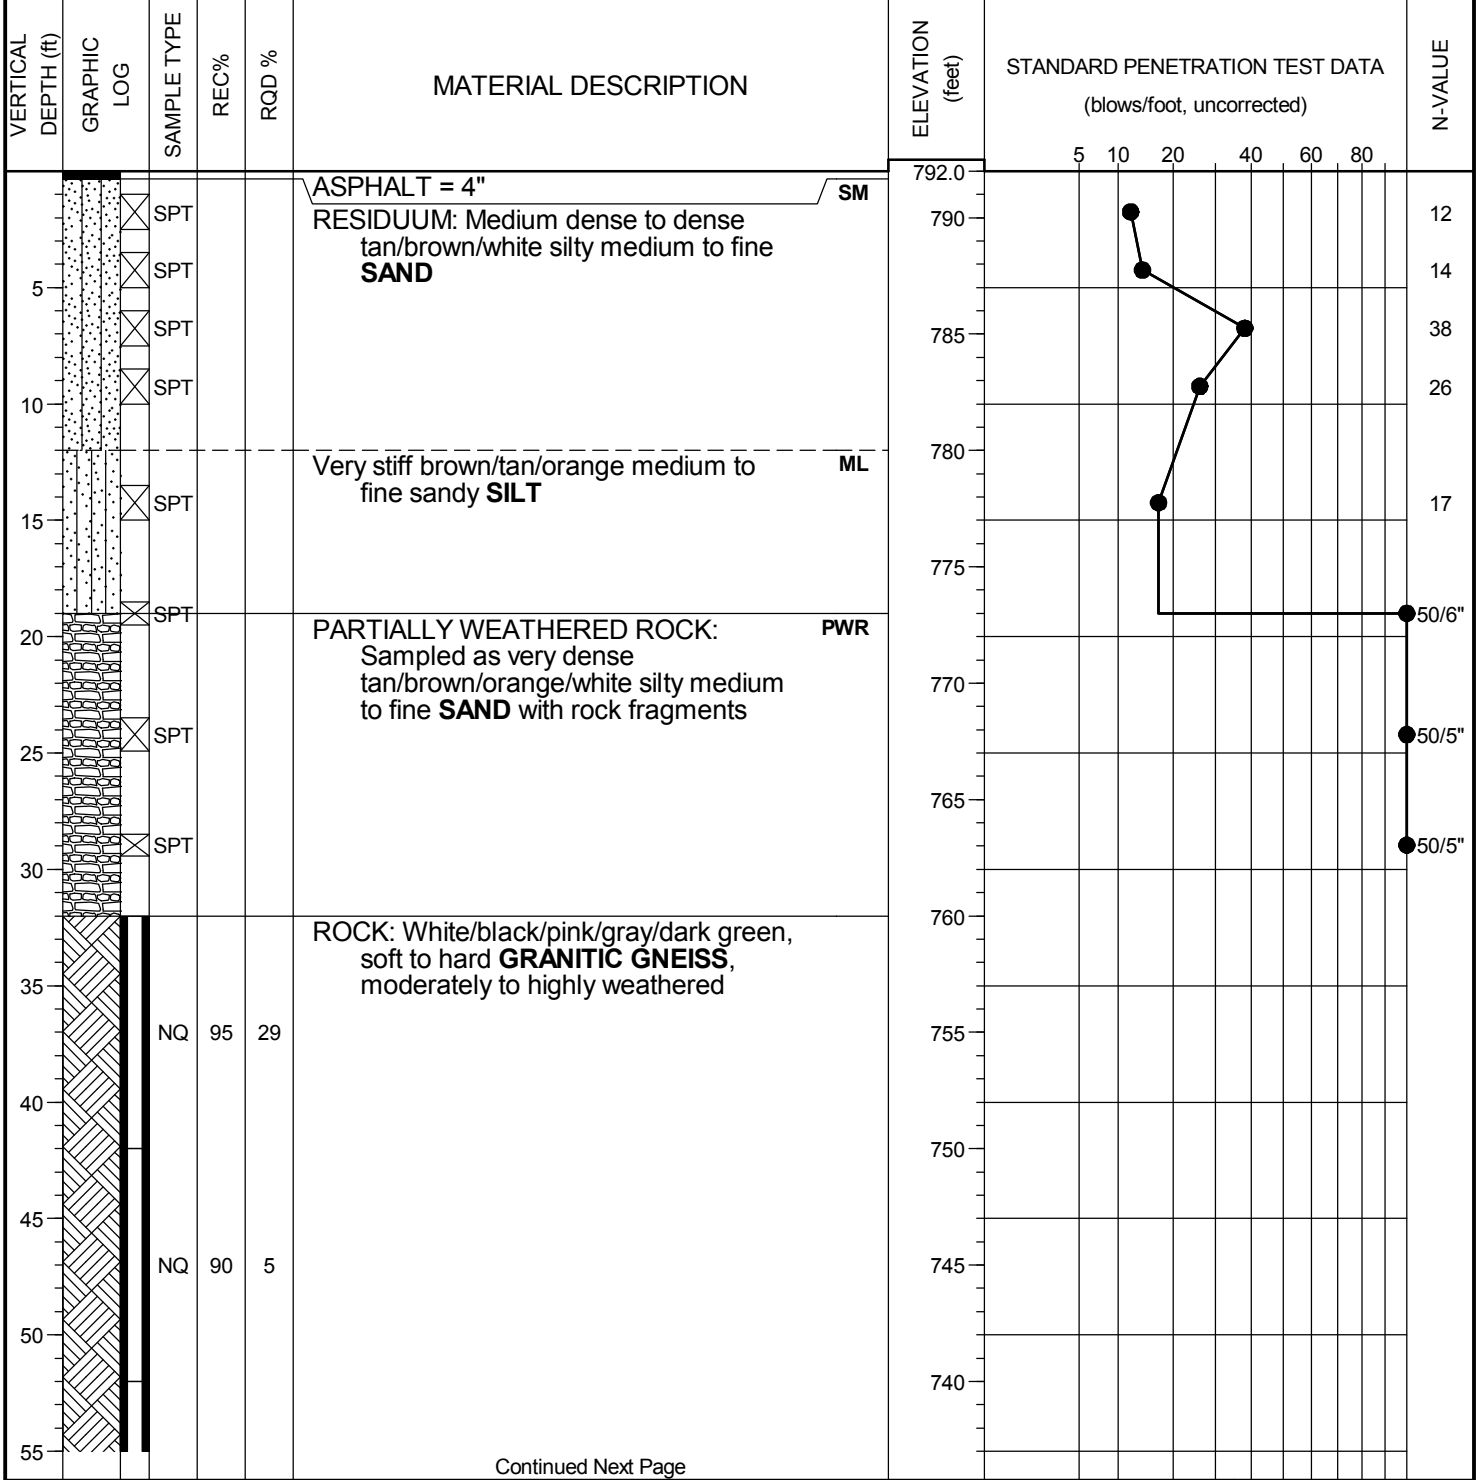 VERTICAL
DEPTH (ft)
GRAPHIC
LOG
SAMPLE TYPE
REC%
RQD %
MATERIAL DESCRIPTION
ELEVATION
(feet)
STANDARD PENETRATION TEST DATA
(blows/foot, uncorrected)
N-VALUE
5 10 20 40 60 80
792.0
ASPHALT = 4"
SM
SPT
RESIDUUM: Medium dense to dense
tan/brown/white silty medium to fine
SAND
790
12
SPT
14
5
SPT
785
38
SPT
26
10
780
Very stiff brown/tan/orange medium to
fine sandy SILT
ML
SPT
17
15
775
SPT
50/6"
20
PARTIALLY WEATHERED ROCK:
Sampled as very dense
tan/brown/orange/white silty medium
to fine SAND with rock fragments
PWR
770
SPT
50/5"
25
765
SPT
50/5"
30
760
ROCK: White/black/pink/gray/dark green,
soft to hard GRANITIC GNEISS,
moderately to highly weathered
35
NQ 95 29
755
40
750
45
NQ 90 5
745
50
740
55
Continued Next Page